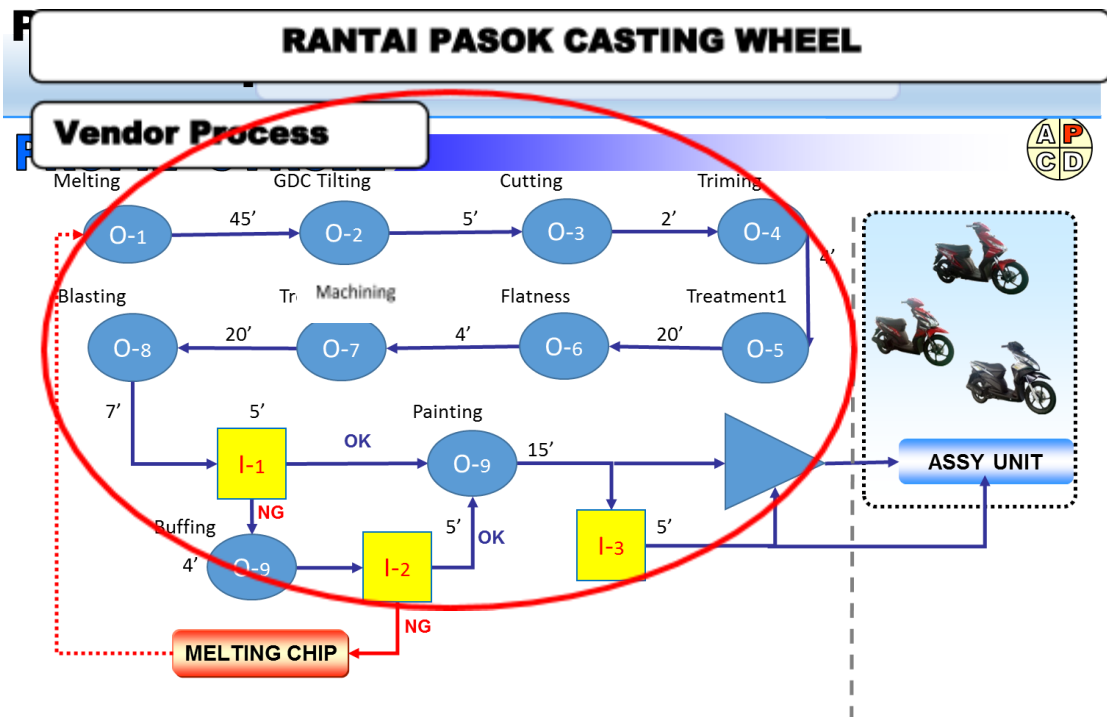 RANTAI PASOK CASTING WHEEL
Vendor Process
A P
C D
Melting
GDC Tilting
Cutting
Triming
O-1
45’
O-2
5’
O-3
2’
O-4
4’
Blasting
Machining
Flatness
Treatment1
O-8
20’
O-7
4’
O-6
20’
O-5
7’
5’
Painting
I-1
OK
O-9
15’
ASSY UNIT
NG
Buffing
5’
OK
I-3
5’
4’
O-9
I-2
NG
MELTING CHIP